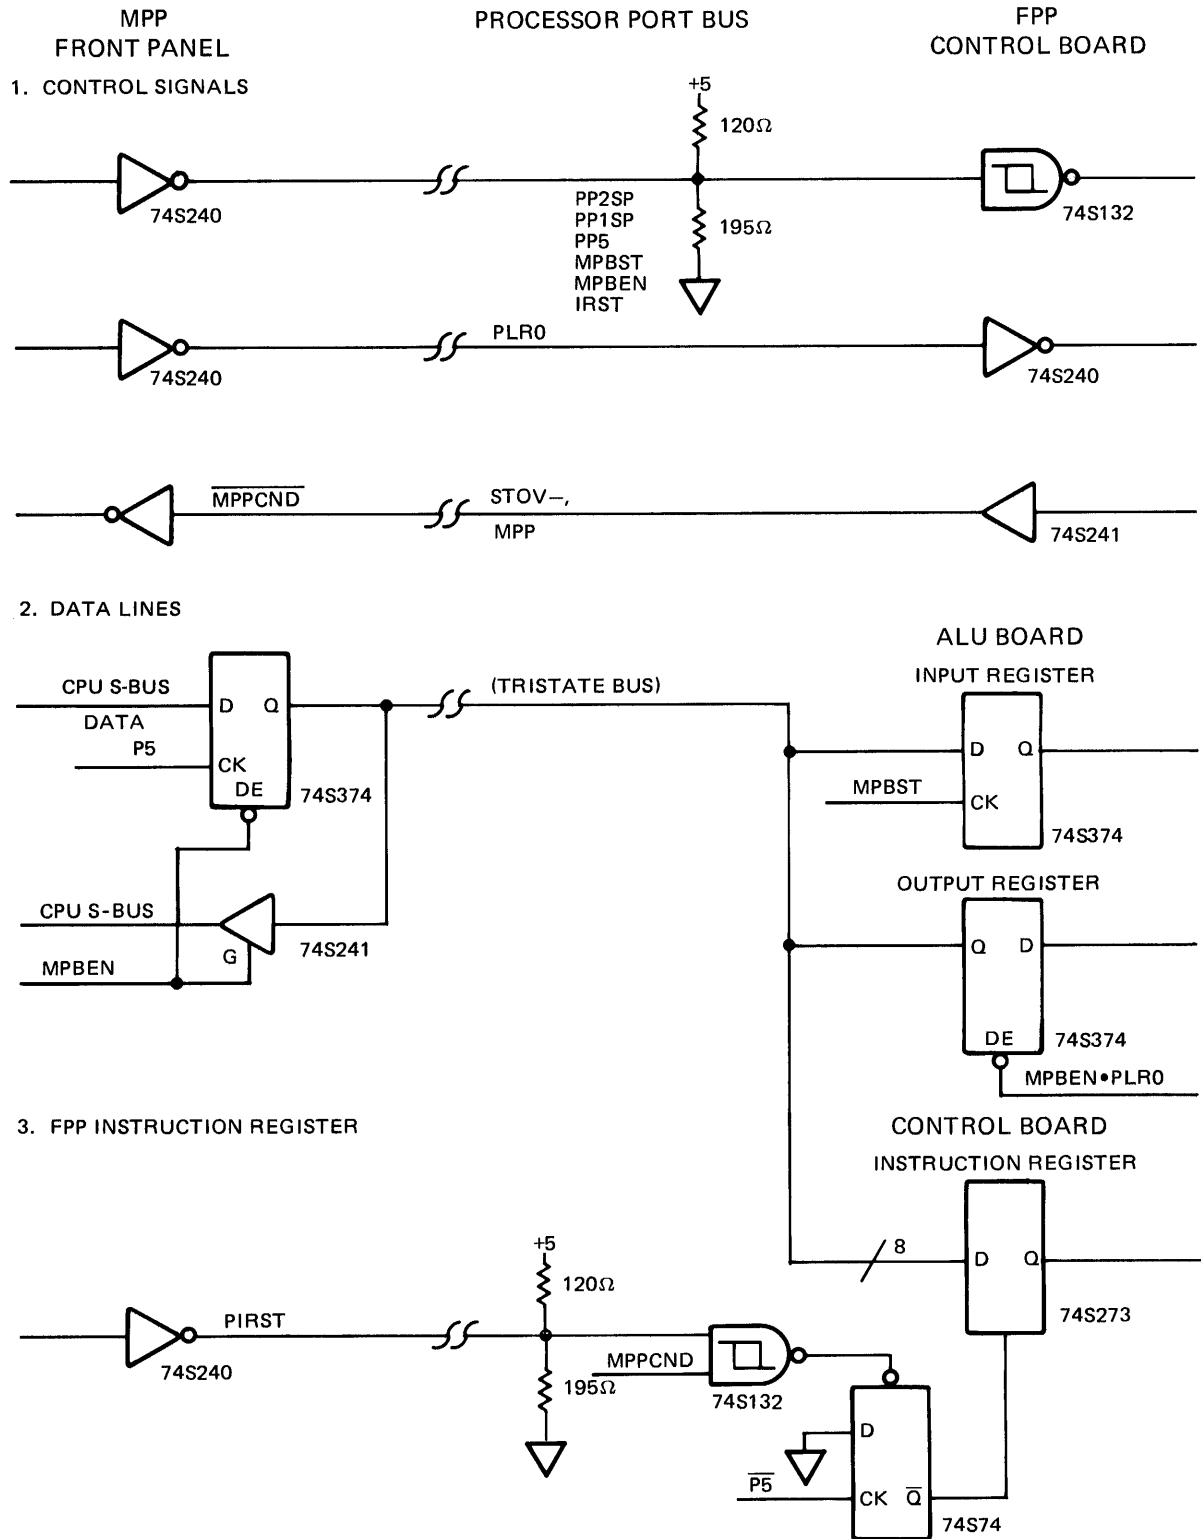 MPP
FRONT PANEL
PROCESSOR PORT BUS
FPP
CONTROL BOARD
1. CONTROL SIGNALS
+5
120Ω
74S240
PP2SP
PP1SP
PP5
MPBST
MPBEN
IRST
195Ω
74S132
PLR0
74S240
74S240
MPPCND
STOV–,
MPP
74S241
2. DATA LINES
ALU BOARD
INPUT REGISTER
CPU S-BUS
DATA
P5
D Q
CK
DE
74S374
(TRISTATE BUS)
D Q
MPBST
CK
74S374
OUTPUT REGISTER
CPU S-BUS
G
74S241
MPBEN
Q D
DE
74S374
MPBEN•PLR0
3. FPP INSTRUCTION REGISTER
CONTROL BOARD
INSTRUCTION REGISTER
8
D Q
74S273
+5
120Ω
PIRST
74S240
MPPCND
195Ω
74S132
D
P5
CK Q
74S74